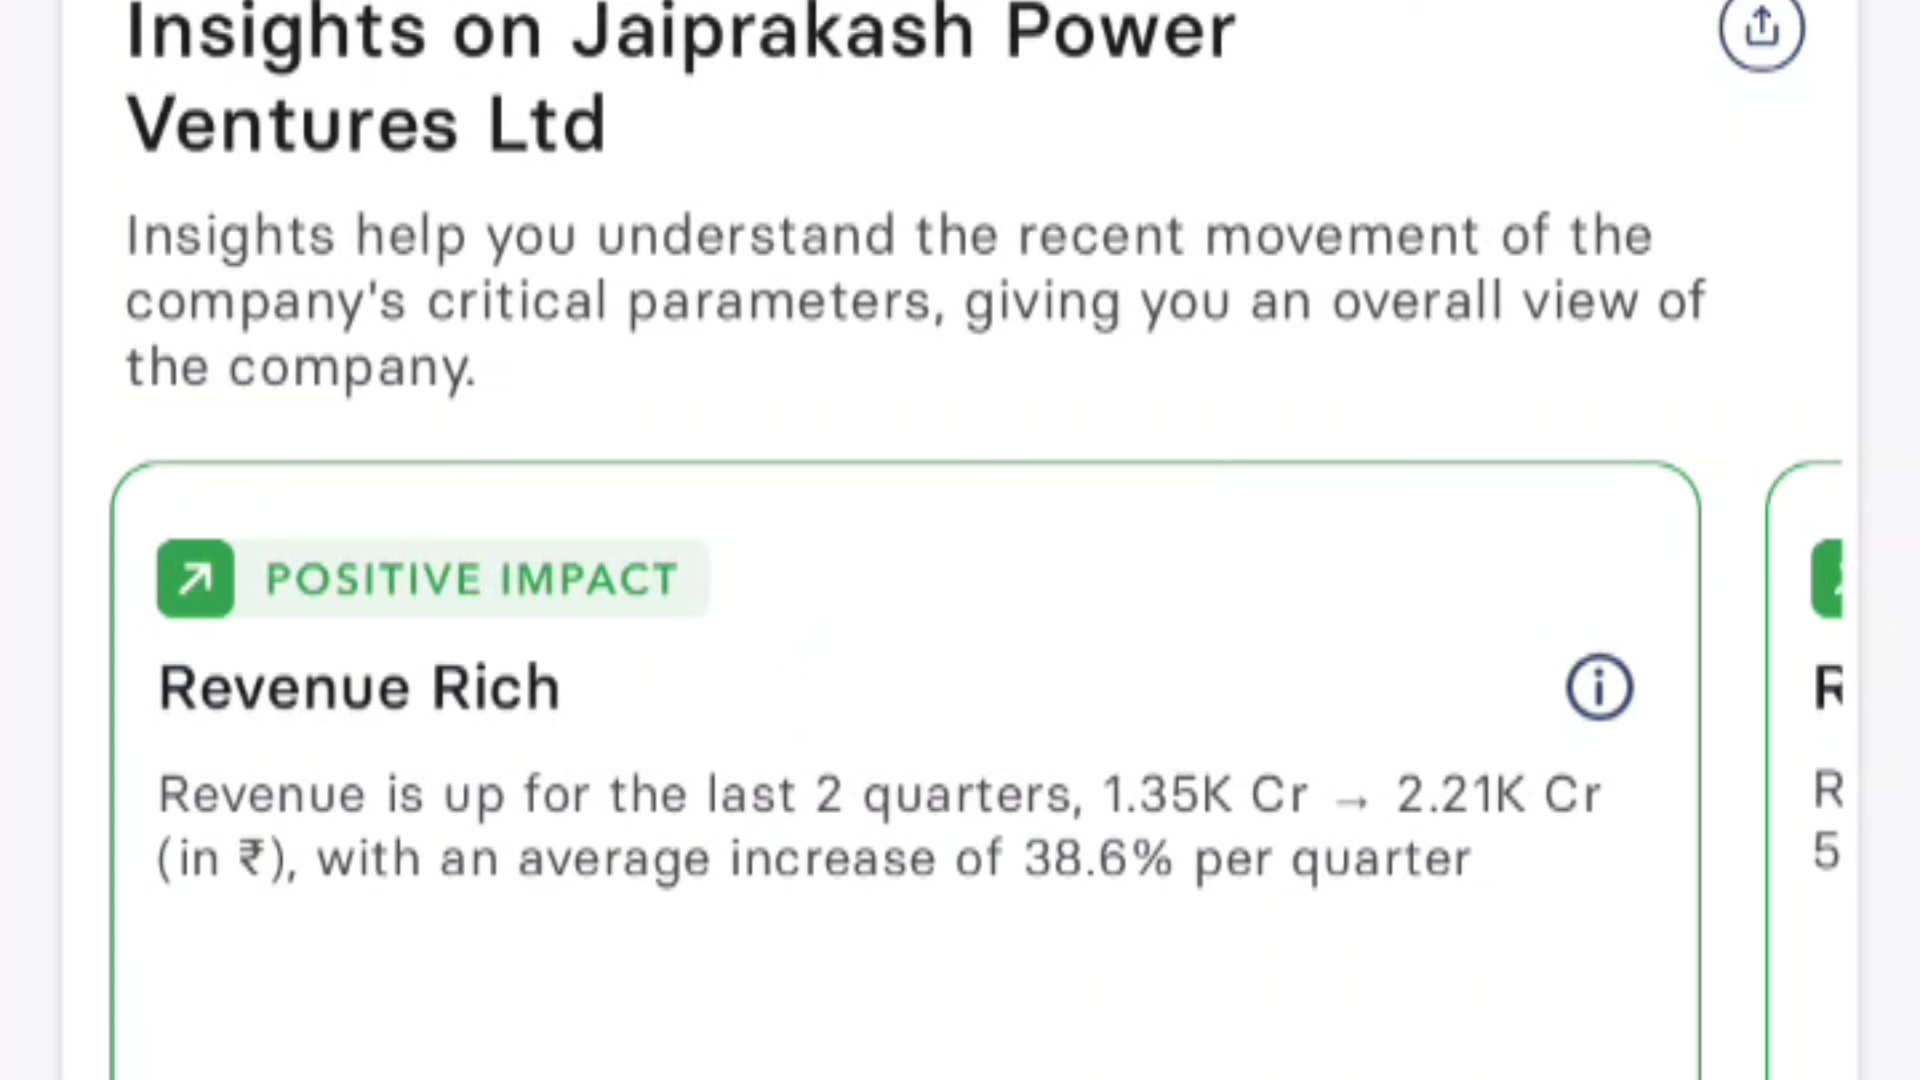 Insights on Jaiprakash Power
Ventures Ltd
Insights help you understand the recent movement of the
company's critical parameters, giving you an overall view of
the company.
POSITIVE IMPACT
Revenue Rich
Revenue is up for the last 2 quarters, 1.35K Cr → 2.21K Cr
(in ₹), with an average increase of 38.6% per quarter
R
R
5